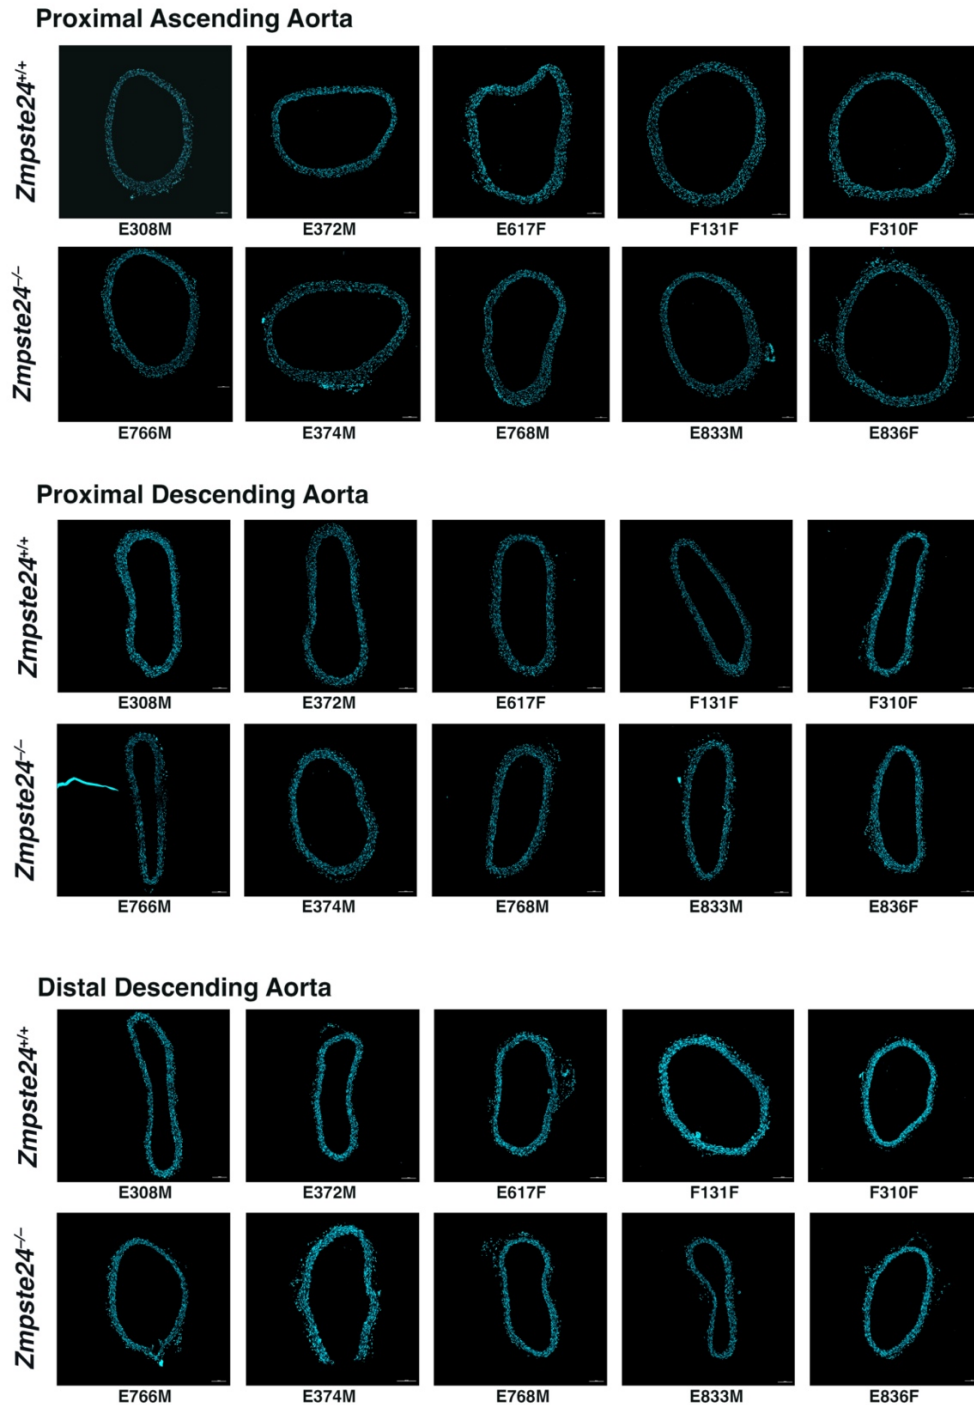 Proximal Ascending Aorta
Zmpste24+/+
E308M E372M E617F F131F F310F
Zmpste24–/–
E766M E374M E768M E833M E836F
Proximal Descending Aorta
Zmpste24+/+
E308M E372M E617F F131F F310F
Zmpste24–/–
E766M E374M E768M E833M E836F
Distal Descending Aorta
Zmpste24+/+
E308M E372M E617F F131F F310F
Zmpste24–/–
E766M E374M E768M E833M E836F